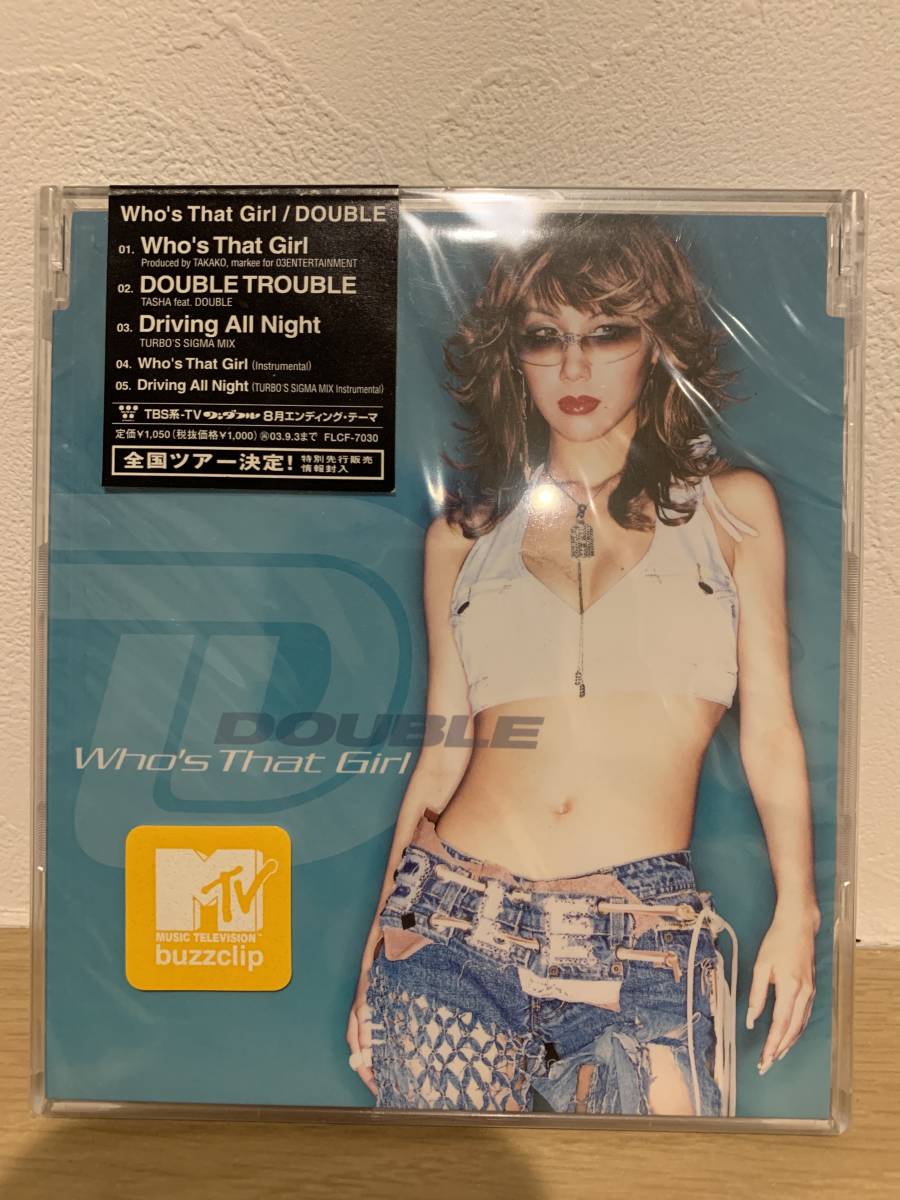 Who's That Girl / DOUBLE
01. Who's That Girl
Produced by TAKAKO, markee for 03ENTERTAINMENT
02. DOUBLE TROUBLE
TASHA feat. DOUBLE
03. Driving All Night
TURBO'S SIGMA MIX
04. Who's That Girl (Instrumental)
05. Driving All Night (TURBO'S SIGMA MIX Instrumental)
TBS系-TV ワンダフル 8月エンディング・テーマ
定価¥1,050(税抜価格¥1,000) 再03.9.3まで FLCF-7030
全国ツアー決定! 特別先行販売
情報封入
DOUBLE
Who's That Girl
MTV
MUSIC TELEVISION™
buzzclip